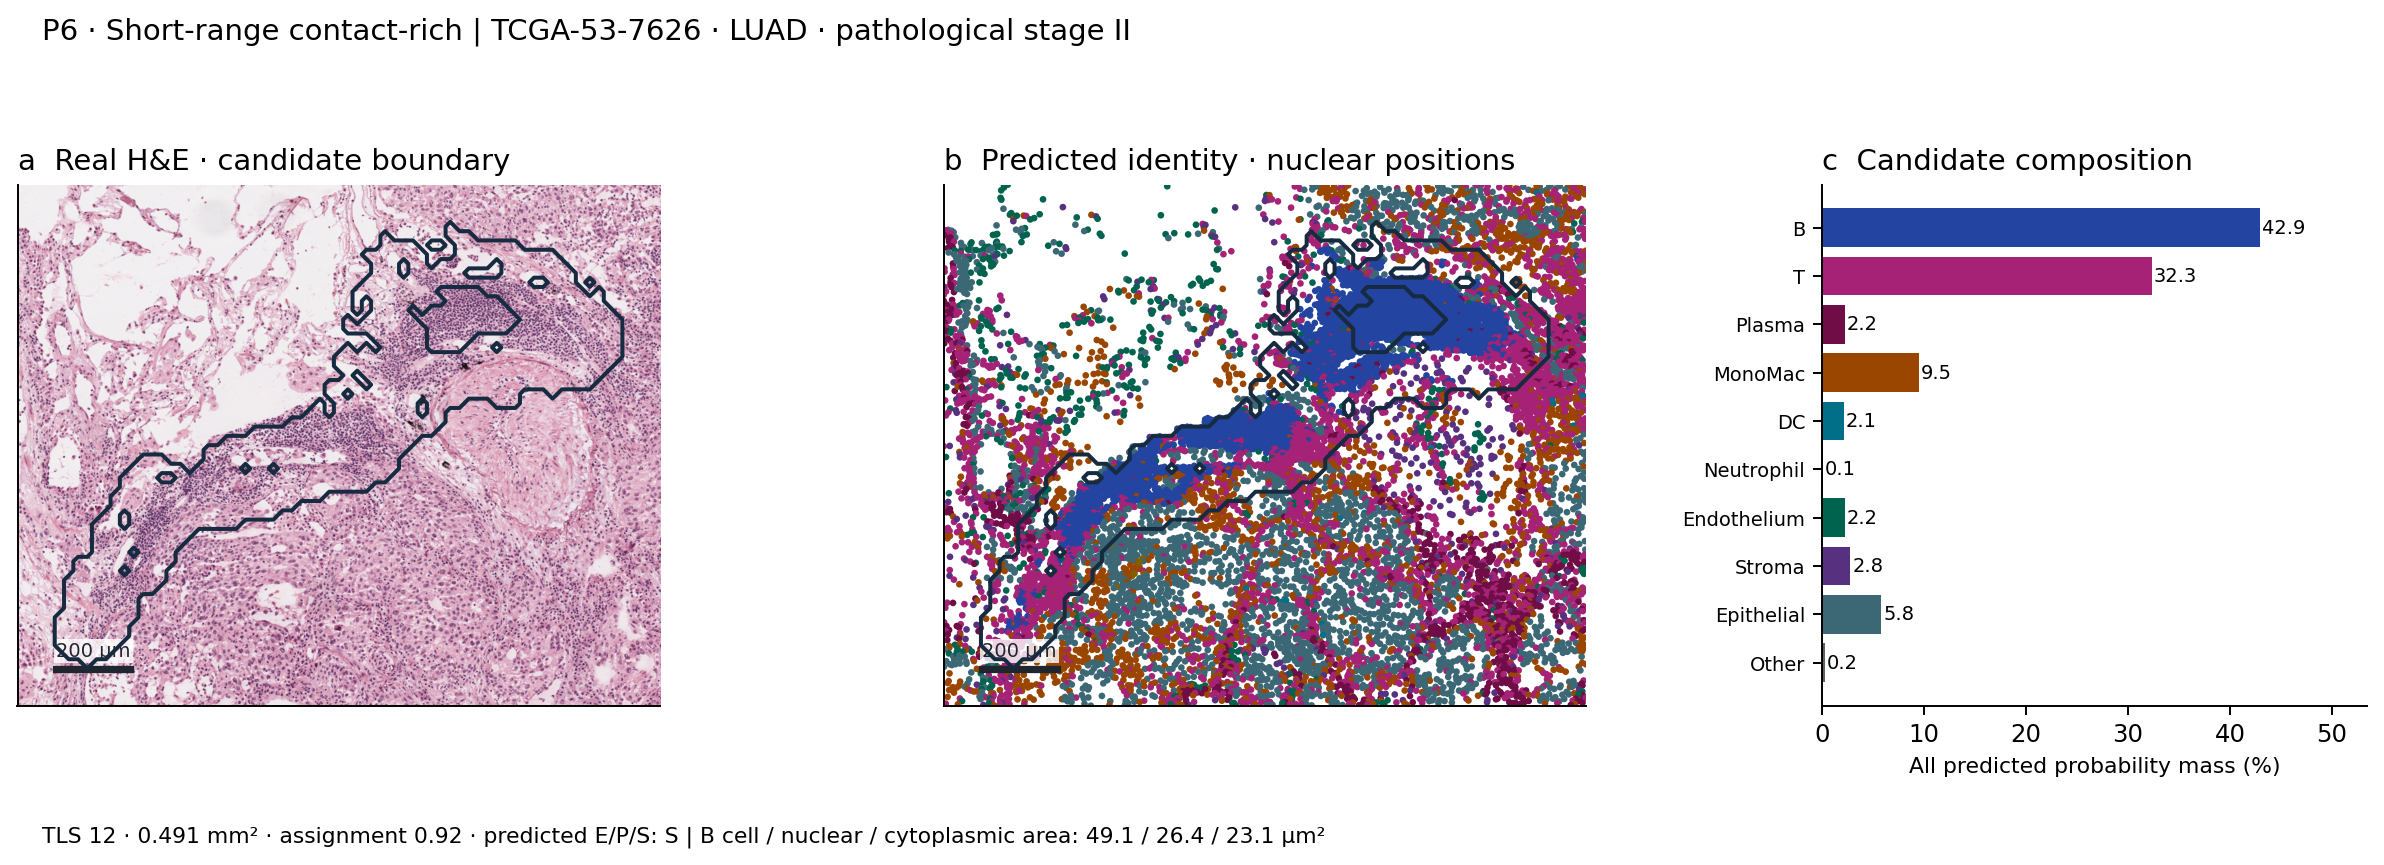 P6 · Short-range contact-rich | TCGA-53-7626 · LUAD · pathological stage II
a Real H&E · candidate boundary
200 µm
b Predicted identity · nuclear positions
200 µm
c Candidate composition
B 42.9
T 32.3
Plasma 2.2
MonoMac 9.5
DC 2.1
Neutrophil 0.1
Endothelium 2.2
Stroma 2.8
Epithelial 5.8
Other 0.2
0 10 20 30 40 50
All predicted probability mass (%)
TLS 12 · 0.491 mm² · assignment 0.92 · predicted E/P/S: S | B cell / nuclear / cytoplasmic area: 49.1 / 26.4 / 23.1 µm²